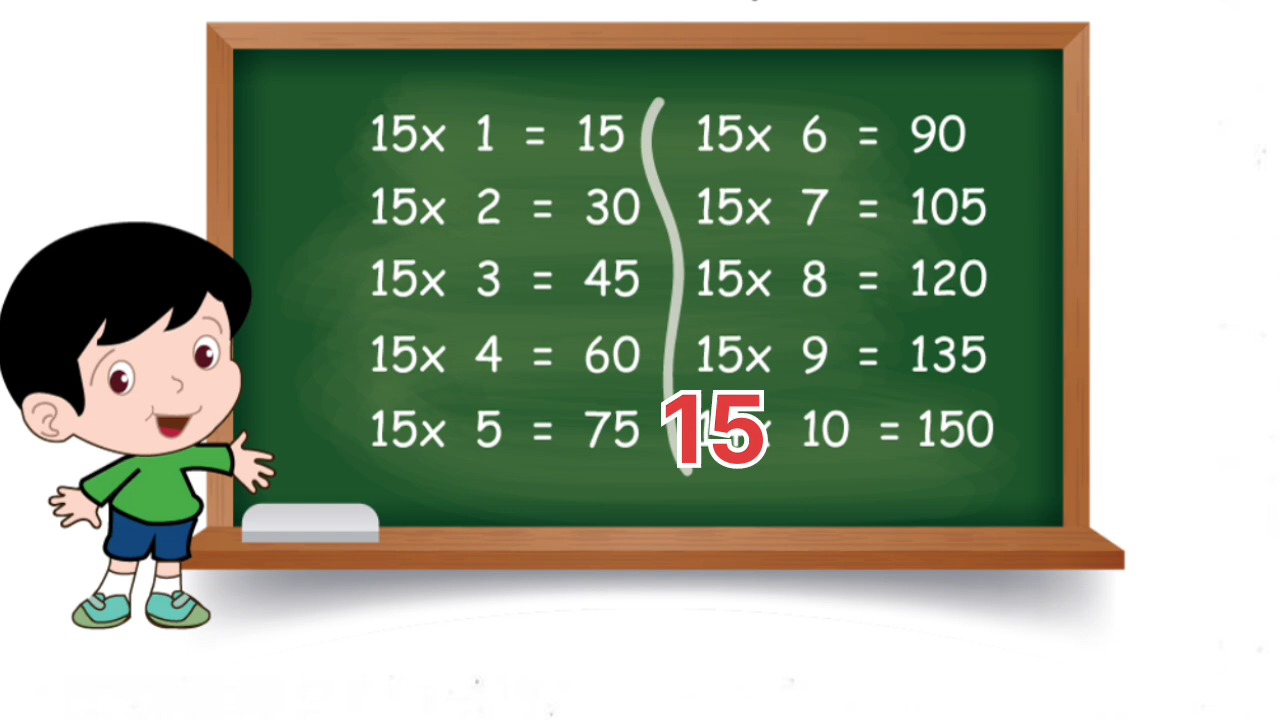 15x 1 = 15
15x 2 = 30
15x 3 = 45
15x 4 = 60
15x 5 = 75
15x 6 = 90
15x 7 = 105
15x 8 = 120
15x 9 = 135
15x 10 = 150
15